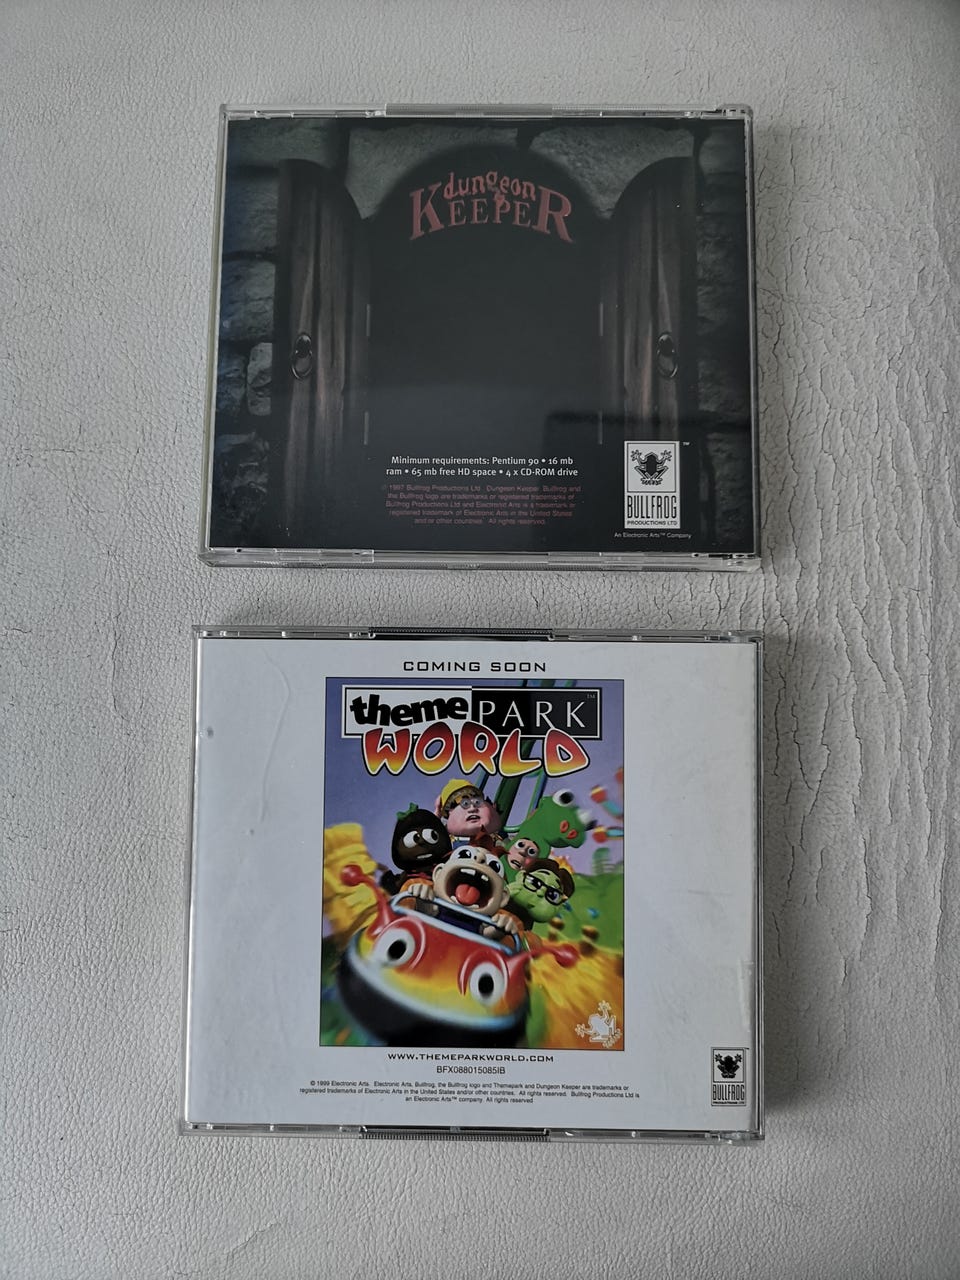 dungeon
KEEPER
Minimum requirements: Pentium 90 • 16 mb
ram • 65 mb free HD space • 4 x CD-ROM drive
© 1997 Bullfrog Productions Ltd. Dungeon Keeper, Bullfrog and
the Bullfrog logo are trademarks or registered trademarks of
Bullfrog Productions Ltd and Electronic Arts is a trademark or
registered trademark of Electronic Arts in the United States
and/or other countries. All rights reserved.
™
BULLFROG
PRODUCTIONS LTD
An Electronic Arts™ Company
COMING SOON
theme PARK™
WORLD
WWW.THEMEPARKWORLD.COM
BFX08801508SIB
© 1999 Electronic Arts. Electronic Arts, Bullfrog, the Bullfrog logo and Themepark and Dungeon Keeper are trademarks or
registered trademarks of Electronic Arts in the United States and/or other countries. All rights reserved. Bullfrog Productions Ltd is
an Electronic Arts™ company. All rights reserved
BULLFROG